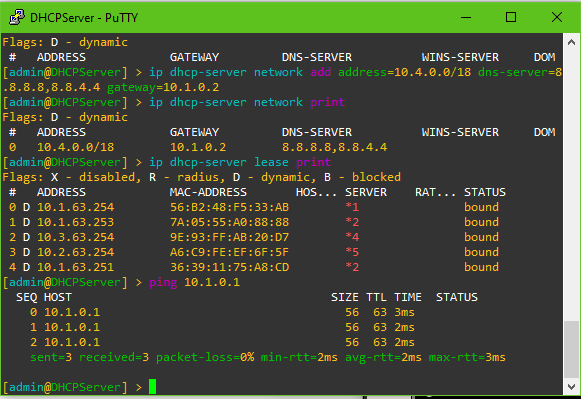 DHCPServer - PuTTY
Flags: D - dynamic
# ADDRESS GATEWAY DNS-SERVER WINS-SERVER DOM
[admin@DHCPServer] > ip dhcp-server network add address=10.4.0.0/18 dns-server=8
.8.8.8,8.8.4.4 gateway=10.1.0.2
[admin@DHCPServer] > ip dhcp-server network print
Flags: D - dynamic
# ADDRESS GATEWAY DNS-SERVER WINS-SERVER DOM
0 10.4.0.0/18 10.1.0.2 8.8.8.8,8.8.4.4
[admin@DHCPServer] > ip dhcp-server lease print
Flags: X - disabled, R - radius, D - dynamic, B - blocked
# ADDRESS MAC-ADDRESS HOS... SERVER RAT... STATUS
0 D 10.1.63.254 56:B2:48:F5:33:AB *1 bound
1 D 10.1.63.253 7A:05:55:A0:88:88 *2 bound
2 D 10.3.63.254 9E:93:FF:AB:20:D7 *4 bound
3 D 10.2.63.254 A6:C9:FE:EF:6F:5F *5 bound
4 D 10.1.63.251 36:39:11:75:A8:CD *2 bound
[admin@DHCPServer] > ping 10.1.0.1
SEQ HOST SIZE TTL TIME STATUS
0 10.1.0.1 56 63 3ms
1 10.1.0.1 56 63 2ms
2 10.1.0.1 56 63 2ms
sent=3 received=3 packet-loss=0% min-rtt=2ms avg-rtt=2ms max-rtt=3ms
[admin@DHCPServer] >